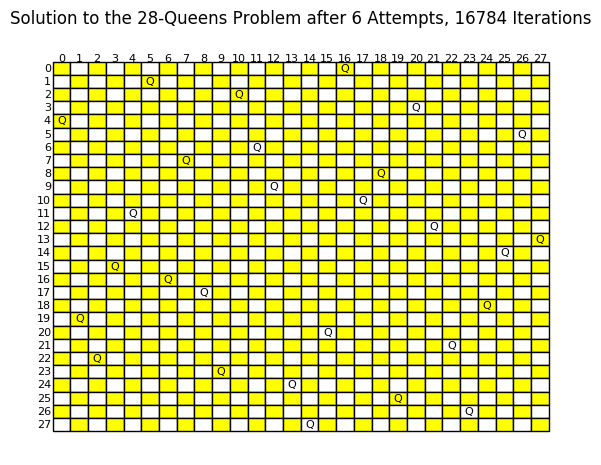 Solution to the 28-Queens Problem after 6 Attempts, 16784 Iterations
0 1 2 3 4 5 6 7 8 9 10 11 12 13 14 15 16 17 18 19 20 21 22 23 24 25 26 27
0 Q
1 Q
2 Q
3 Q
4 Q
5 Q
6 Q
7 Q
8 Q
9 Q
10 Q
11 Q
12 Q
13 Q
14 Q
15 Q
16 Q
17 Q
18 Q
19 Q
20 Q
21 Q
22 Q
23 Q
24 Q
25 Q
26 Q
27 Q